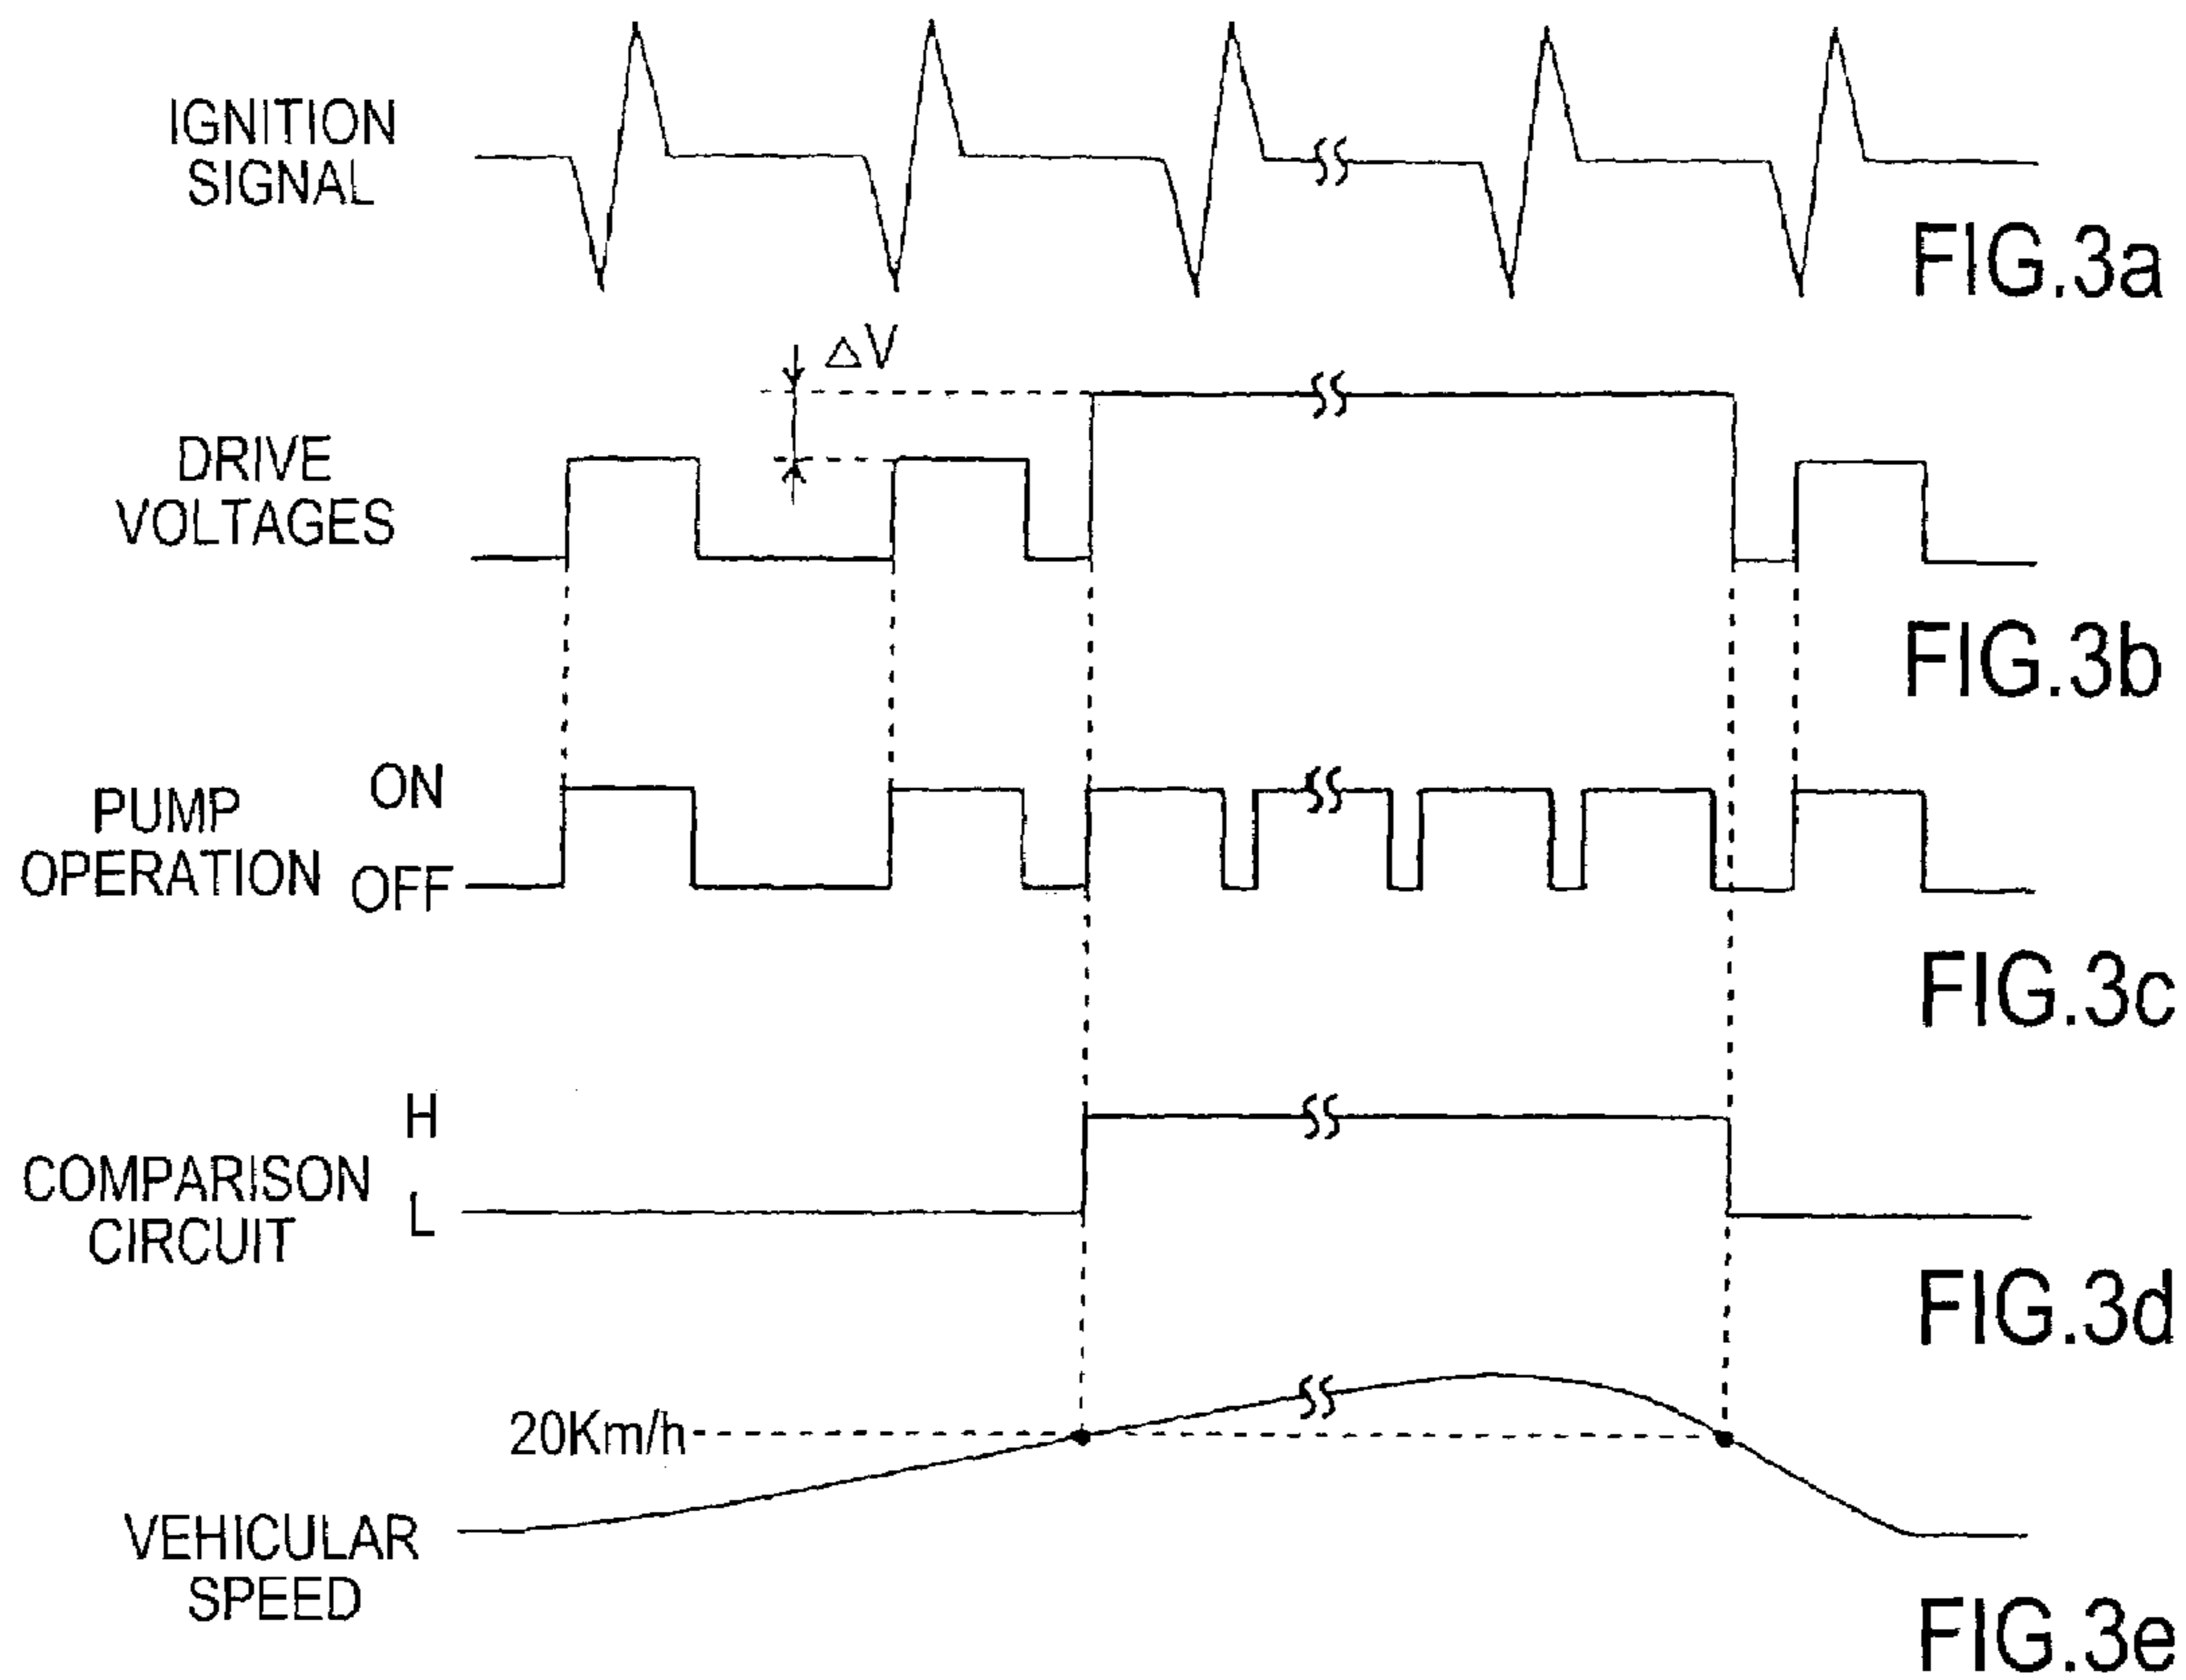 IGNITION
SIGNAL
FIG.3a
△V
DRIVE
VOLTAGES
FIG.3b
ON
PUMP
OPERATION
OFF
FIG.3c
H
COMPARISON
CIRCUIT
L
FIG.3d
20Km/h
VEHICULAR
SPEED
FIG.3e